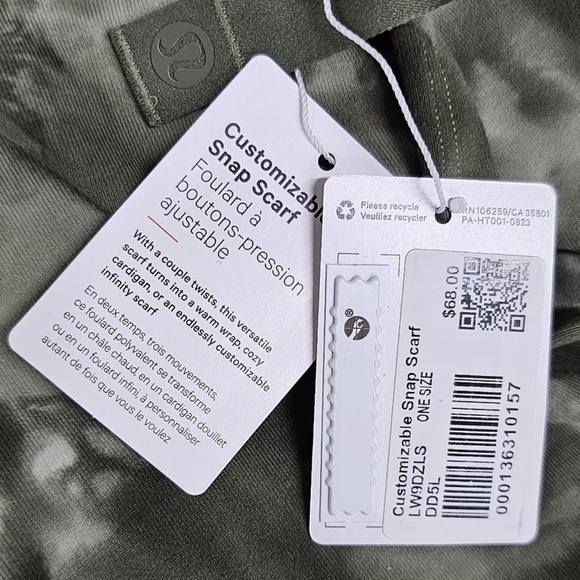 Customizable
Snap Scarf
Foulard à
boutons-pression
ajustable
With a couple twists, this versatile
scarf turns into a warm wrap, cozy
cardigan, or an endlessly customizable
infinity scarf
En deux temps, trois mouvements,
ce foulard polyvalent se transforme
en un châle chaud, en un cardigan douillet
ou en un foulard infini, à personnaliser
autant de fois que vous le voulez
Please recycle
Veuillez recycler
RN106259/CA35801
PA-HT001-0823
®
$68.00
Customizable Snap Scarf
LW9DZLS ONE SIZE
DD5L
000136310157